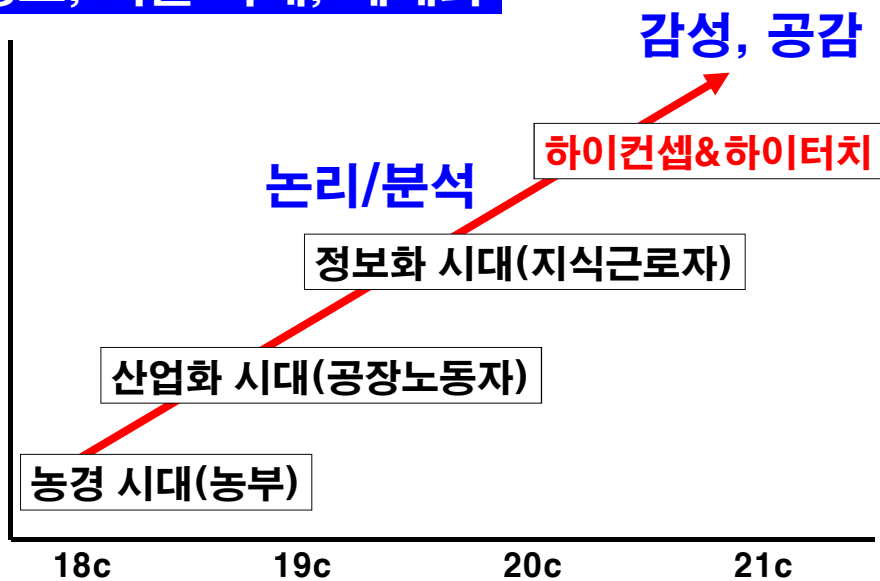 감성, 공감
하이컨셉&하이터치
논리/분석
정보화 시대(지식근로자)
산업화 시대(공장노동자)
농경 시대(농부)
18c 19c 20c 21c